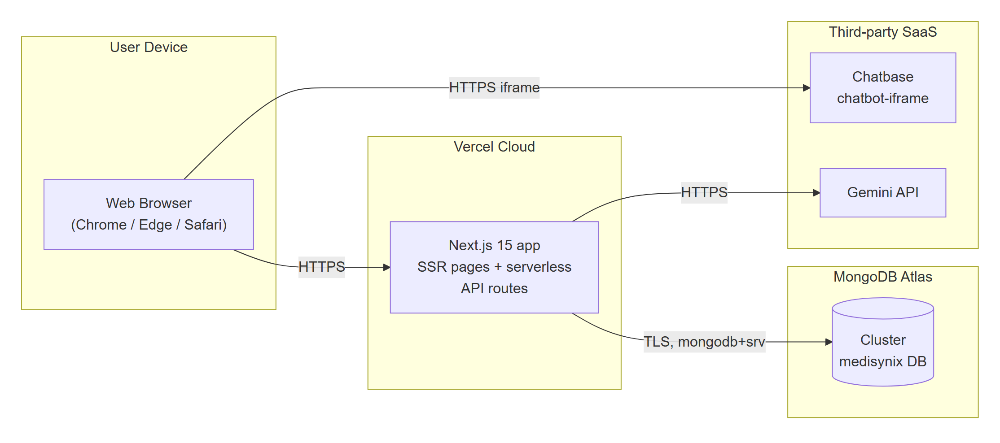 User Device
Web Browser
(Chrome / Edge / Safari)
HTTPS iframe
HTTPS
Vercel Cloud
Next.js 15 app
SSR pages + serverless
API routes
HTTPS
TLS, mongodb+srv
Third-party SaaS
Chatbase
chatbot-iframe
Gemini API
MongoDB Atlas
Cluster
medisynix DB